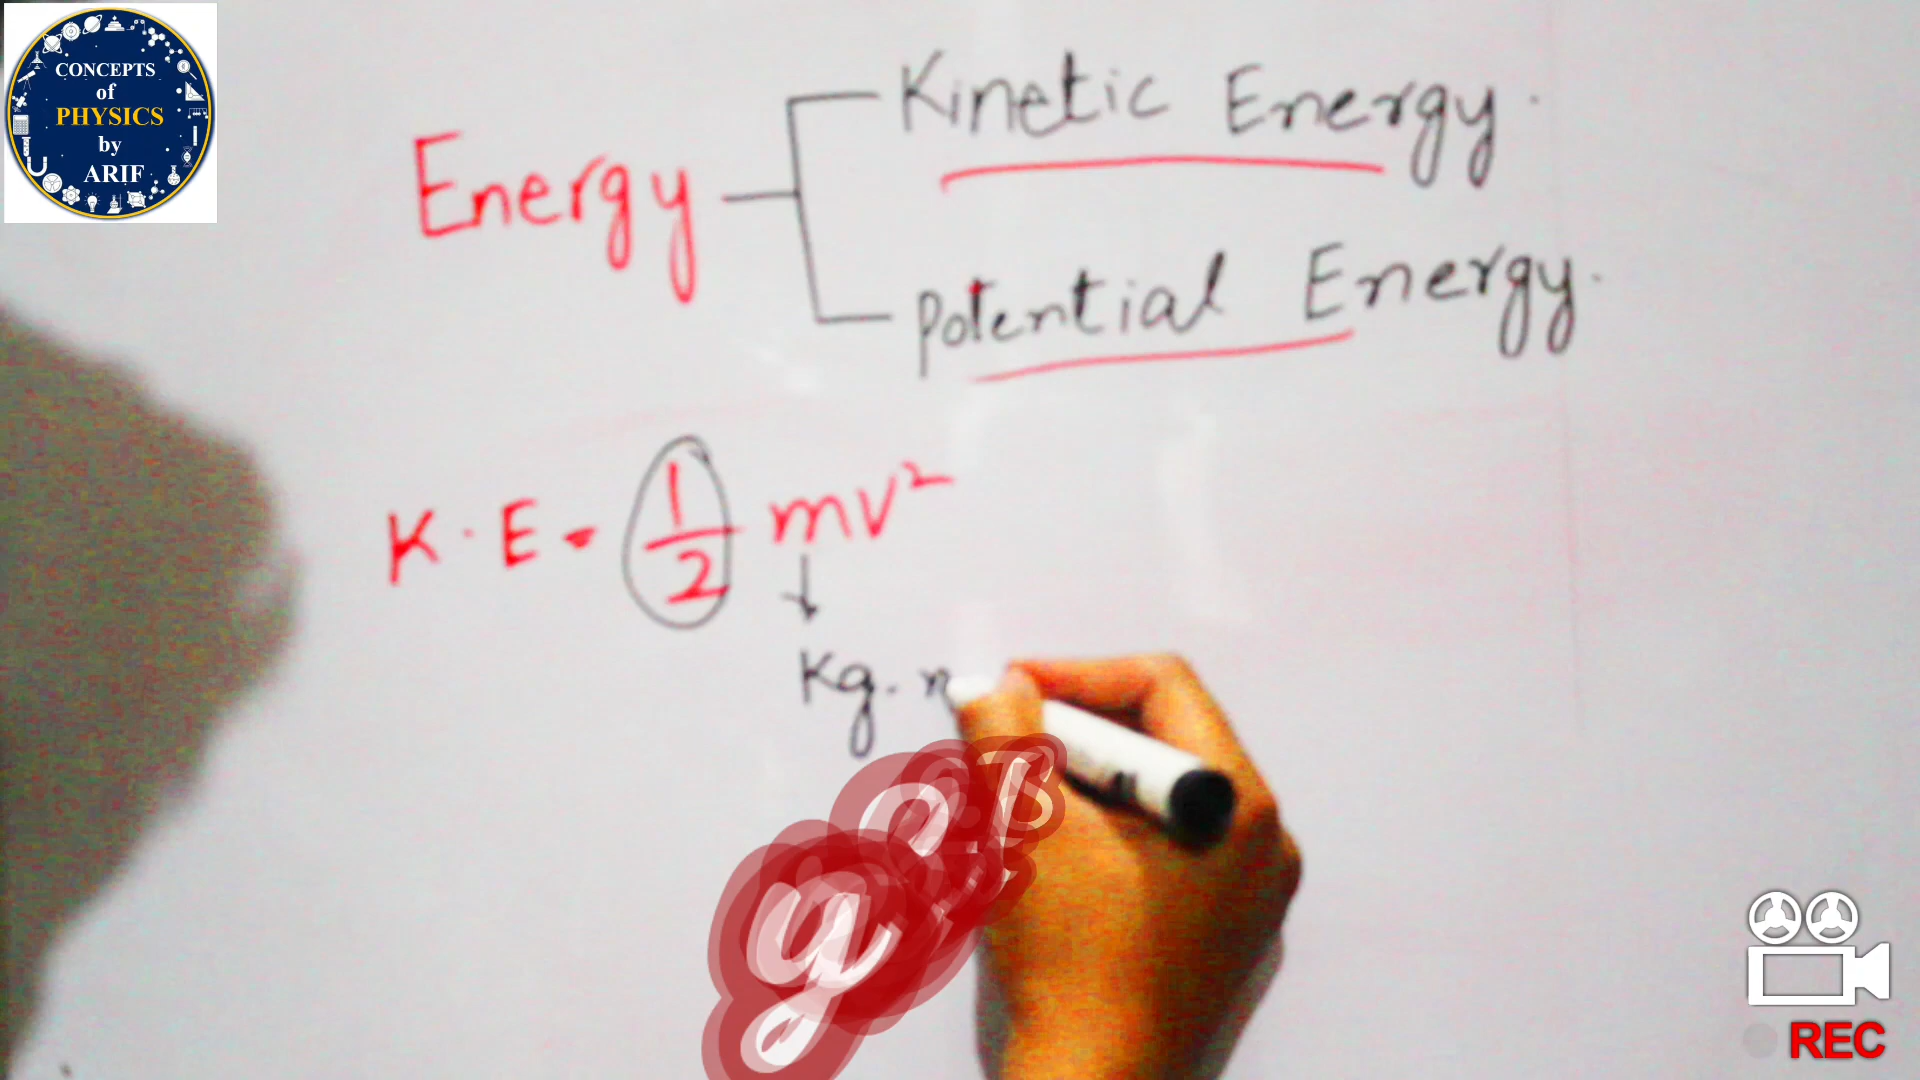 CONCEPTS
of
PHYSICS
by
ARIF
Energy
Kinetic Energy.
Potential Energy.
K.E = 1/2 mv²
Kg.
REC